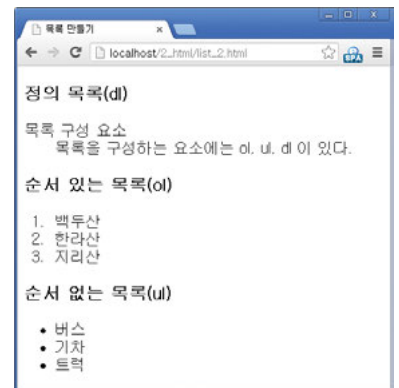 목록 만들기
localhost/2_html/list_2.html
정의 목록(dl)
목록 구성 요소
목록을 구성하는 요소에는 ol, ul, dl 이 있다.
순서 있는 목록(ol)
1. 백두산
2. 한라산
3. 지리산
순서 없는 목록(ul)
• 버스
• 기차
• 트럭